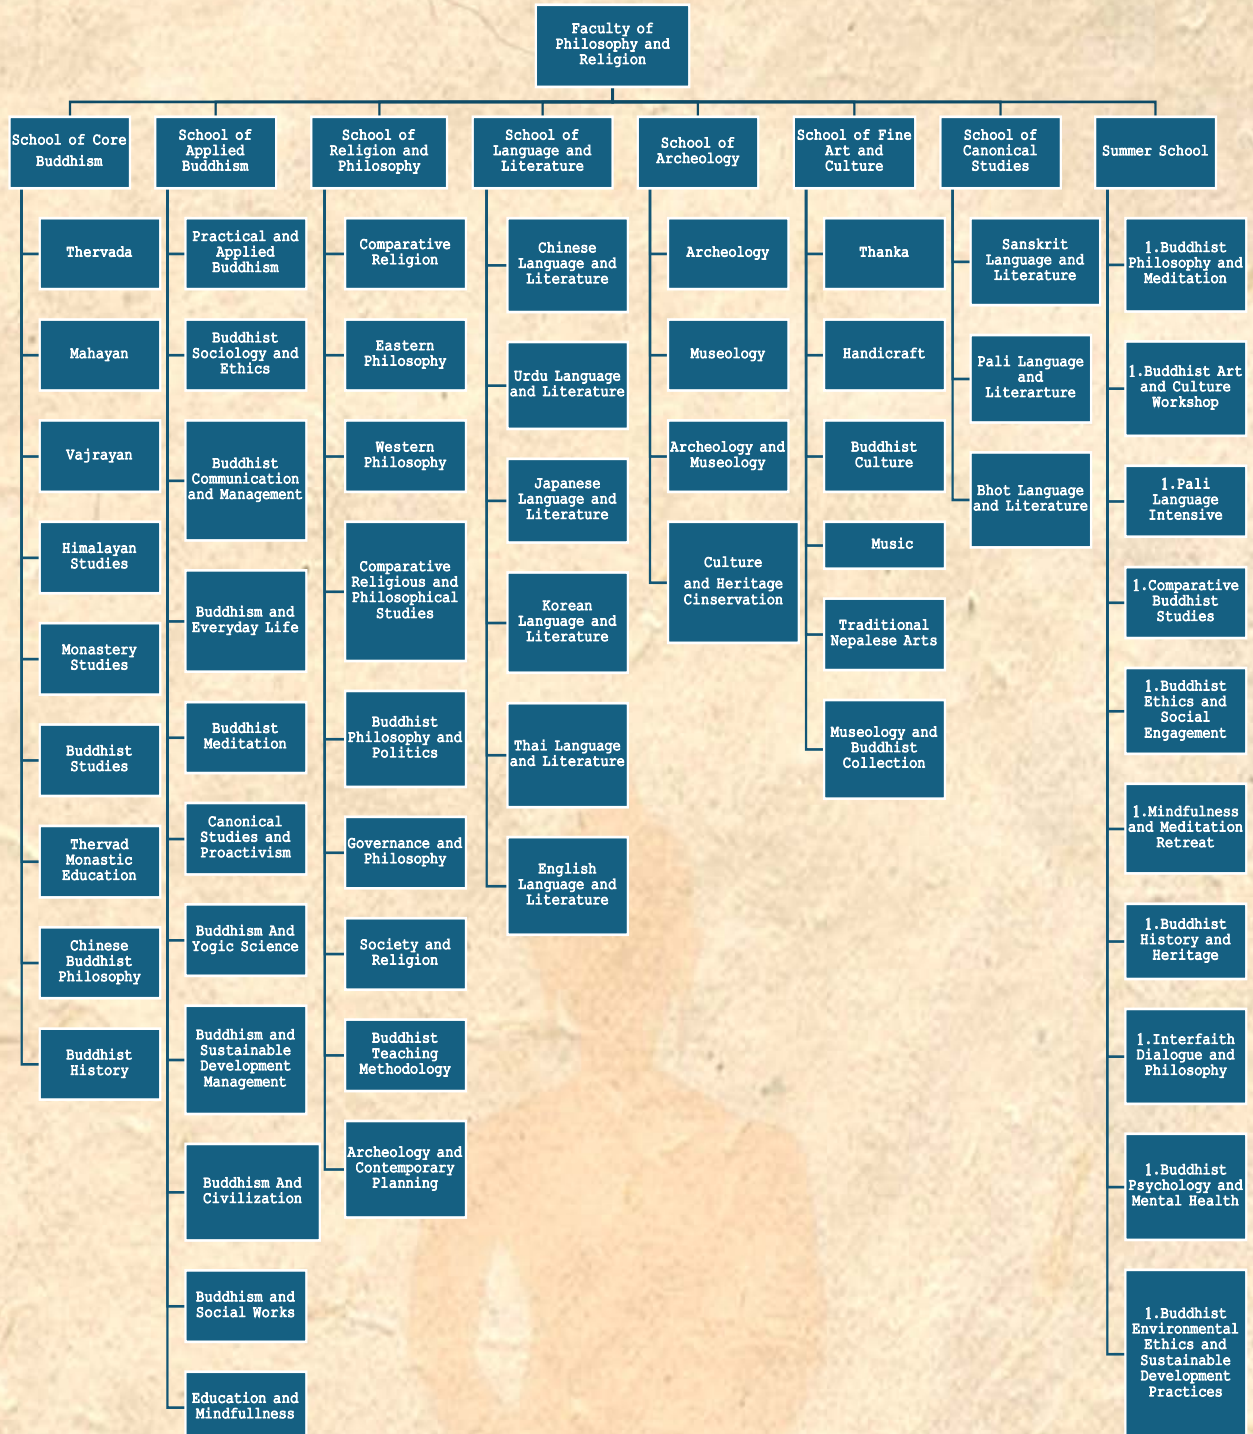 Faculty of
Philosophy and
Religion
School of Core
Buddhism
Thervada
Mahayan
Vajrayan
Himalayan
Studies
Monastery
Studies
Buddhist
Studies
Thervad
Monastic
Education
Chinese
Buddhist
Philosophy
Buddhist
History
School of
Applied
Buddhism
Practical and
Applied
Buddhism
Buddhist
Sociology and
Ethics
Buddhist
Communication
and Management
Buddhism and
Everyday Life
Buddhist
Meditation
Canonical
Studies and
Proactivism
Buddhism And
Yogic Science
Buddhism and
Sustainable
Development
Management
Buddhism And
Civilization
Buddhism and
Social Works
Education and
Mindfullness
School of
Religion and
Philosophy
Comparative
Religion
Eastern
Philosophy
Western
Philosophy
Comparative
Religious and
Philosophical
Studies
Buddhist
Philosophy and
Politics
Governance and
Philosophy
Society and
Religion
Buddhist
Teaching
Methodology
Archeology and
Contemporary
Planning
School of
Language and
Literature
Chinese
Language and
Literature
Urdu Language
and Literature
Japanese
Language and
Literature
Korean
Language and
Literature
Thai Language
and Literature
English
Language and
Literature
School of
Archeology
Archeology
Museology
Archeology and
Museology
Culture
and Heritage
Cinservation
School of Fine
Art and
Culture
Thanka
Handicraft
Buddhist
Culture
Music
Traditional
Nepalese Arts
Museology and
Buddhist
Collection
School of
Canonical
Studies
Sanskrit
Language and
Literature
Pali Language
and
Literarture
Bhot Language
and Literature
Summer School
1.Buddhist
Philosophy and
Meditation
1.Buddhist Art
and Culture
Workshop
1.Pali
Language
Intensive
1.Comparative
Buddhist
Studies
1.Buddhist
Ethics and
Social
Engagement
1.Mindfulness
and Meditation
Retreat
1.Buddhist
History and
Heritage
1.Interfaith
Dialogue and
Philosophy
1.Buddhist
Psychology and
Mental Health
1.Buddhist
Environmental
Ethics and
Sustainable
Development
Practices